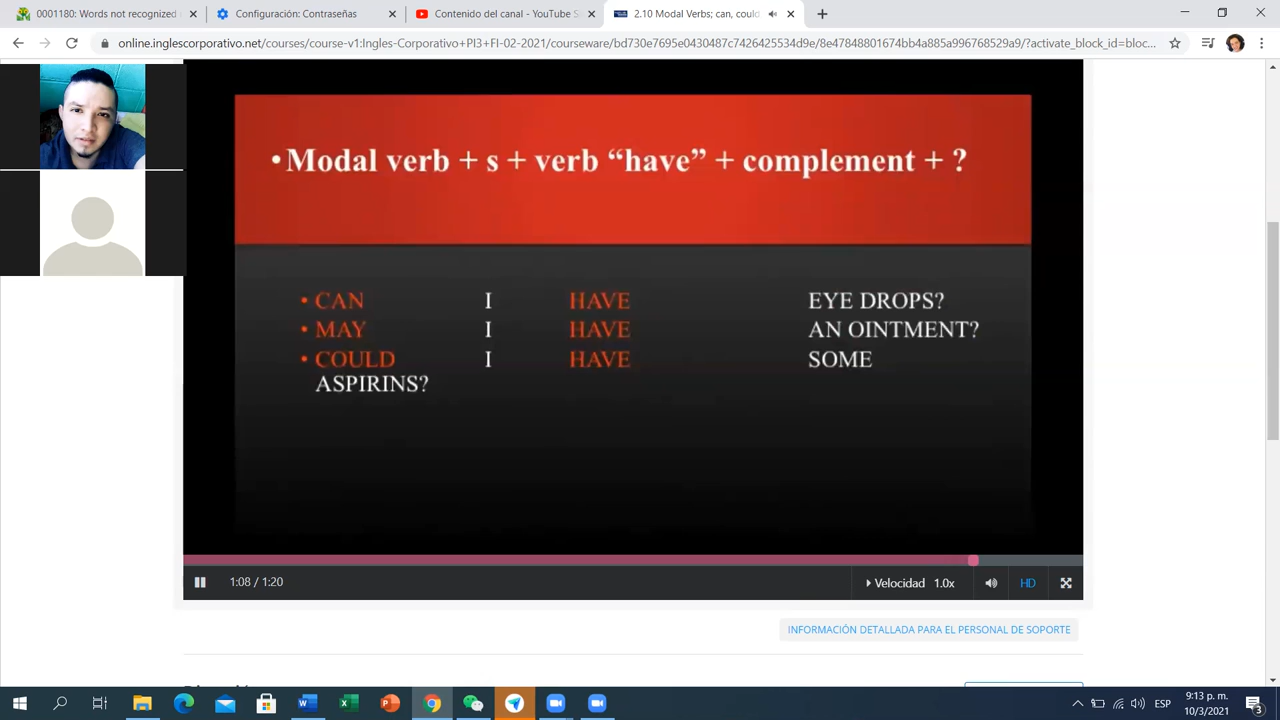 0001180: Words not recognized
Configuración: Contraseña
Contenido del canal - YouTube S
2.10 Modal Verbs; can, could
online.inglescorporativo.net/courses/course-v1:Ingles-Corporativo+PI3+FI-02-2021/courseware/bd730e7695e0430487c7426425534d9e/8e47848801674bb4a885a996768529a9/?activate_block_id=bloc...
• Modal verb + s + verb “have” + complement + ?
• CAN I HAVE EYE DROPS?
• MAY I HAVE AN OINTMENT?
• COULD I HAVE SOME
ASPIRINS?
1:08 / 1:20
Velocidad 1.0x
HD
INFORMACIÓN DETALLADA PARA EL PERSONAL DE SOPORTE
ESP
9:13 p. m.
10/3/2021
3